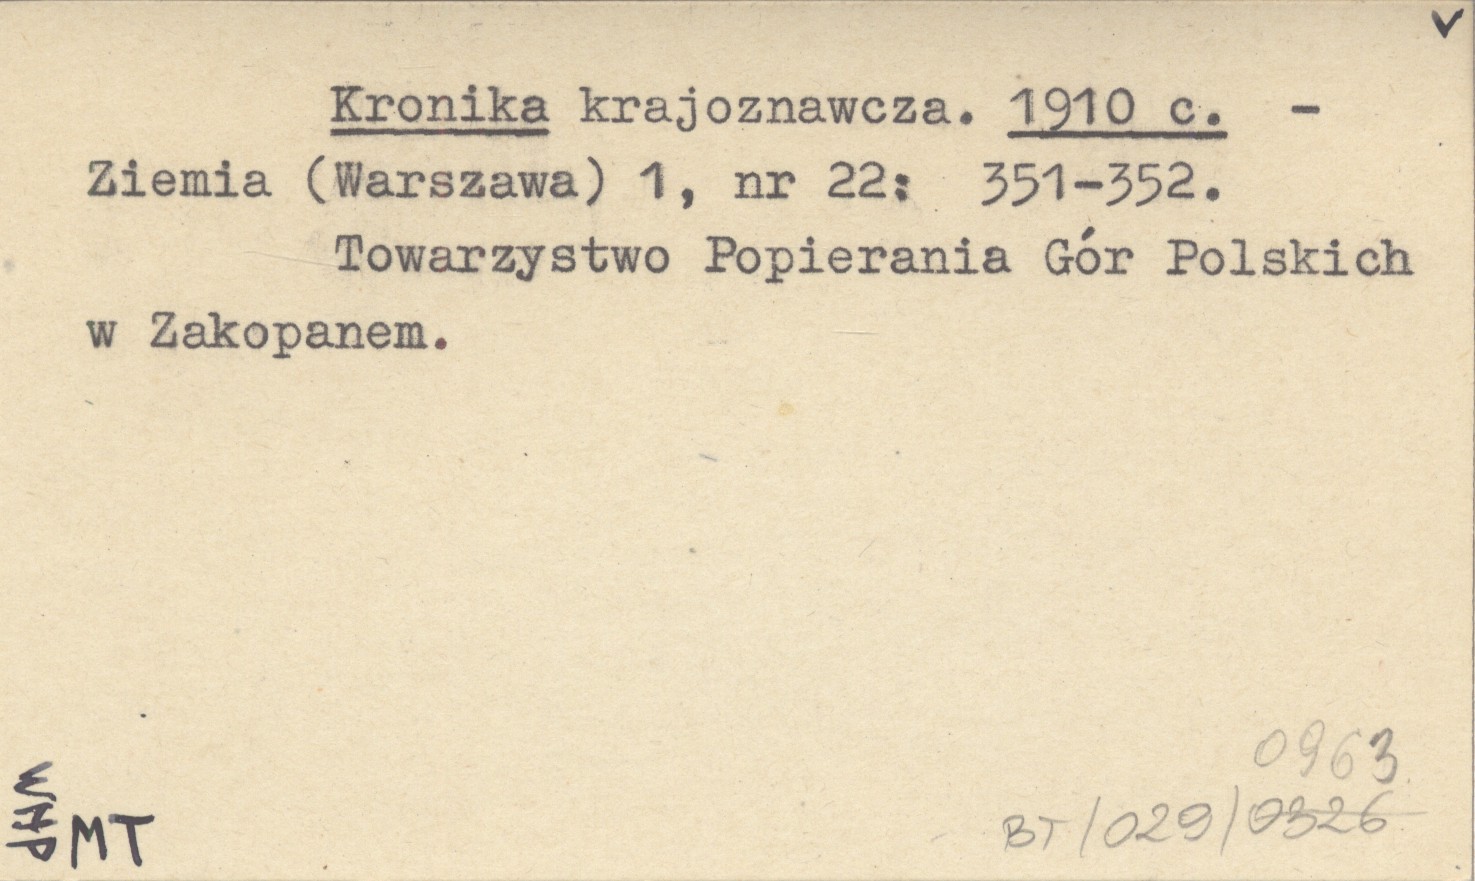 Kronika krajoznawcza. 1910 c. -
Ziemia (Warszawa) 1, nr 22: 351-352.
Towarzystwo Popierania Gór Polskich
w Zakopanem.
0963
BT/029/0326
MT